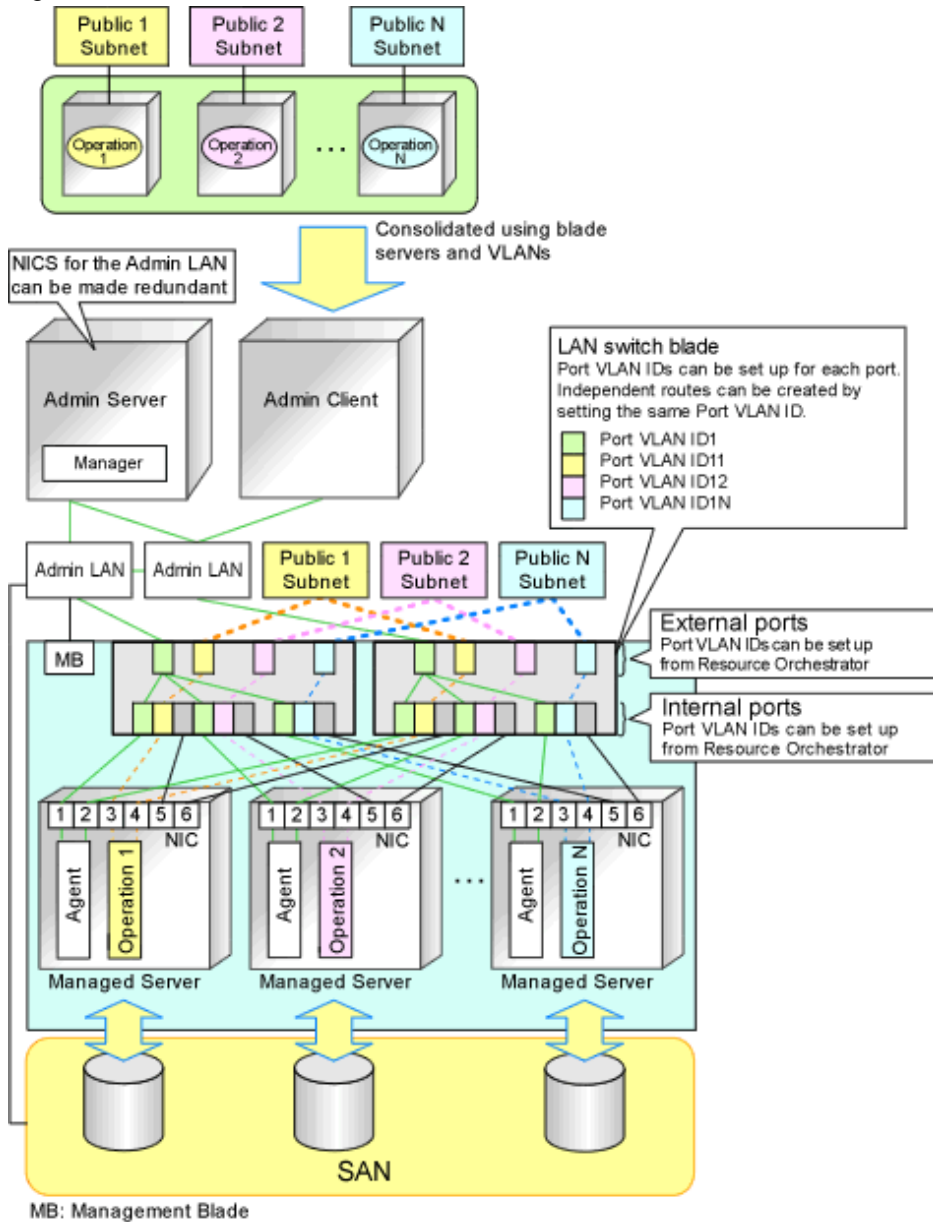 Public 1
Subnet
Public 2
Subnet
Public N
Subnet
Operation
1
Operation
2
...
Operation
N
Consolidated using blade
servers and VLANs
NICS for the Admin LAN
can be made redundant
Admin Server
Manager
Admin Client
LAN switch blade
Port VLAN IDs can be set up for each port.
Independent routes can be created by
setting the same Port VLAN ID.
Port VLAN ID1
Port VLAN ID11
Port VLAN ID12
Port VLAN ID1N
Admin LAN
Admin LAN
Public 1
Subnet
Public 2
Subnet
Public N
Subnet
MB
External ports
Port VLAN IDs can be set up
from Resource Orchestrator
Internal ports
Port VLAN IDs can be set up
from Resource Orchestrator
1 2 3 4 5 6
NIC
Agent
Operation 1
Managed Server
1 2 3 4 5 6
NIC
Agent
Operation 2
Managed Server
...
1 2 3 4 5 6
NIC
Agent
Operation N
Managed Server
SAN
MB: Management Blade